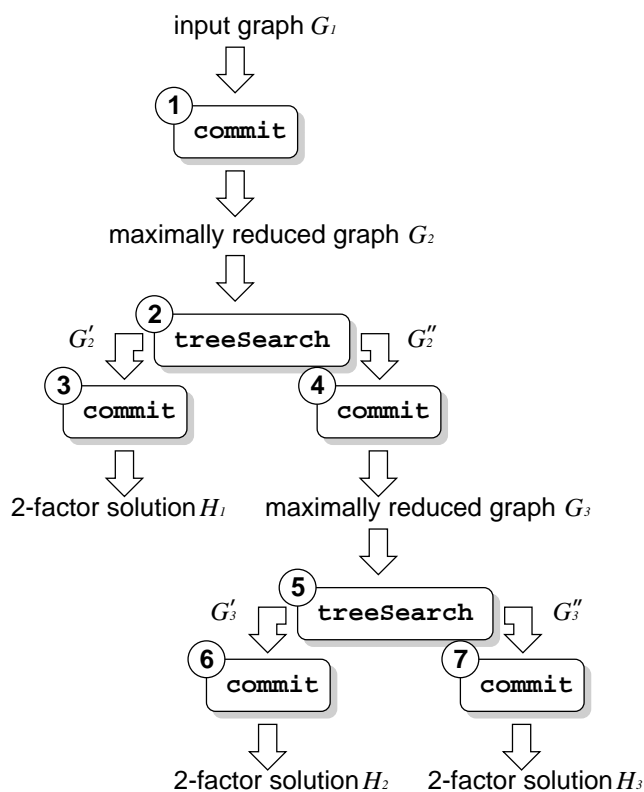 input graph G₁
1
commit
maximally reduced graph G₂
2
treeSearch
G₂′
G₂″
3
commit
4
commit
2-factor solution H₁
maximally reduced graph G₃
5
treeSearch
G₃′
G₃″
6
commit
7
commit
2-factor solution H₂
2-factor solution H₃